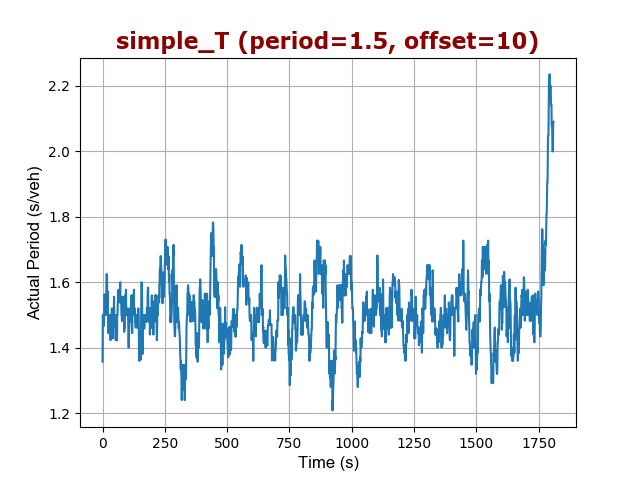 simple_T (period=1.5, offset=10)
Actual Period (s/veh)
2.2
2.0
1.8
1.6
1.4
1.2
0 250 500 750 1000 1250 1500 1750
Time (s)